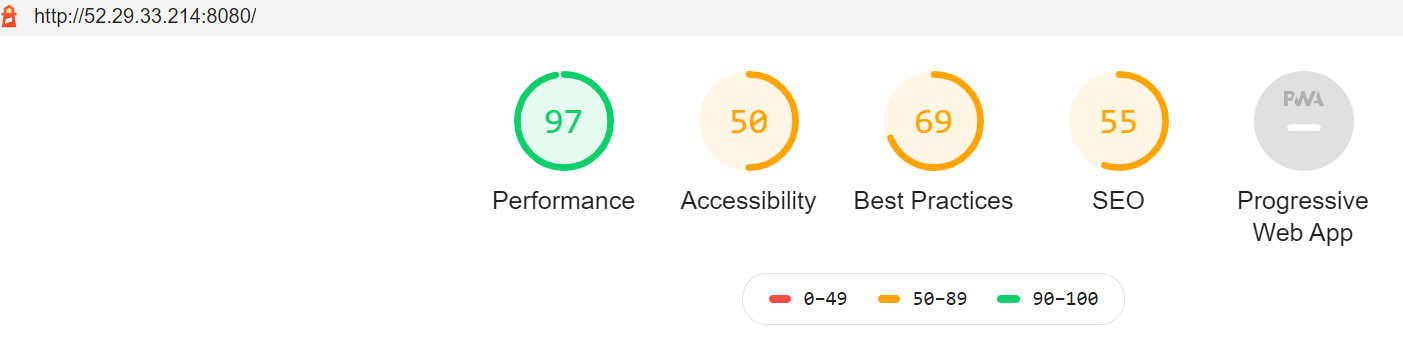 http://52.29.33.214:8080/
97 50 69 55 PWA
Performance Accessibility Best Practices SEO Progressive
Web App
0–49 50–89 90–100